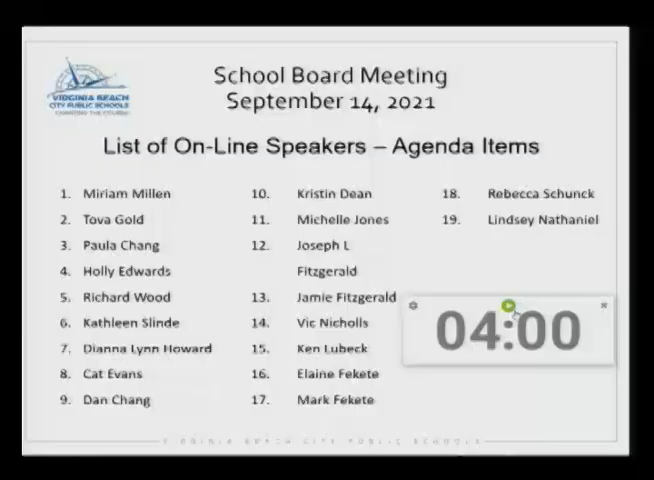 School Board Meeting
September 14, 2021
VIRGINIA BEACH
CITY PUBLIC SCHOOLS
CHARTING THE COURSE
List of On-Line Speakers – Agenda Items
1. Miriam Millen
2. Tova Gold
3. Paula Chang
4. Holly Edwards
5. Richard Wood
6. Kathleen Slinde
7. Dianna Lynn Howard
8. Cat Evans
9. Dan Chang
10. Kristin Dean
11. Michelle Jones
12. Joseph L
Fitzgerald
13. Jamie Fitzgerald
14. Vic Nicholls
15. Ken Lubeck
16. Elaine Fekete
17. Mark Fekete
18. Rebecca Schunck
19. Lindsey Nathaniel
04:00
VIRGINIA BEACH CITY PUBLIC SCHOOLS